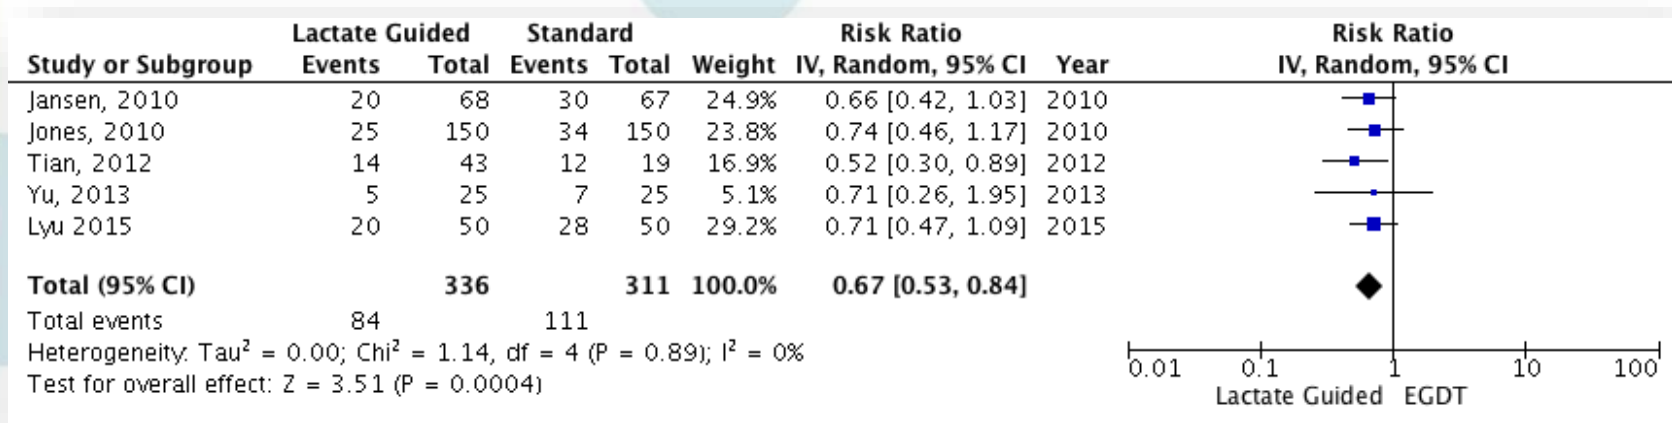 Lactate Guided Standard Risk Ratio Risk Ratio
Study or Subgroup Events Total Events Total Weight IV, Random, 95% CI Year IV, Random, 95% CI
Jansen, 2010 20 68 30 67 24.9% 0.66 [0.42, 1.03] 2010
Jones, 2010 25 150 34 150 23.8% 0.74 [0.46, 1.17] 2010
Tian, 2012 14 43 12 19 16.9% 0.52 [0.30, 0.89] 2012
Yu, 2013 5 25 7 25 5.1% 0.71 [0.26, 1.95] 2013
Lyu 2015 20 50 28 50 29.2% 0.71 [0.47, 1.09] 2015
Total (95% CI) 336 311 100.0% 0.67 [0.53, 0.84]
Total events 84 111
Heterogeneity: Tau² = 0.00; Chi² = 1.14, df = 4 (P = 0.89); I² = 0%
Test for overall effect: Z = 3.51 (P = 0.0004)
0.01 0.1 1 10 100
Lactate Guided EGDT